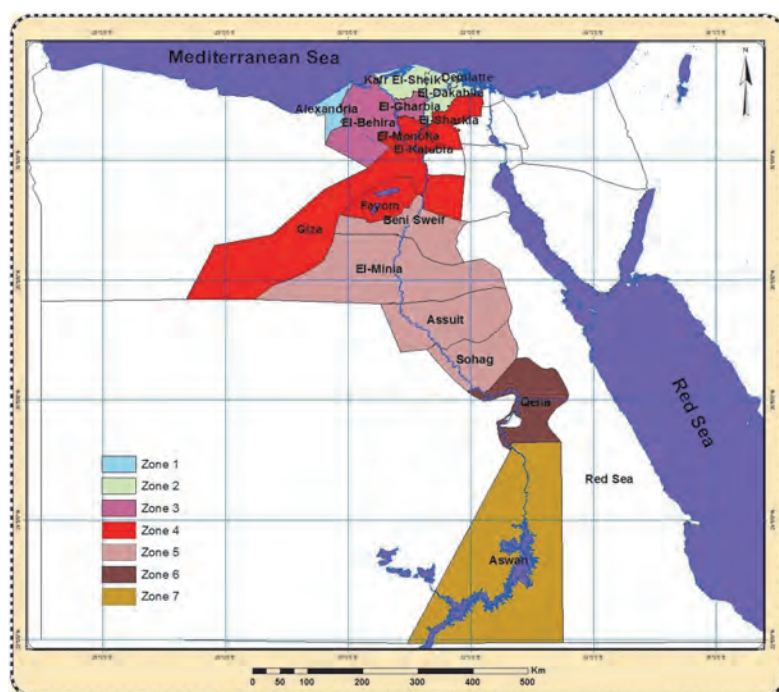 Mediterranean Sea
N
Kafr El-Sheik
Demiatte
El-Dakahlia
Alexandria
El-Gharbia
El-Behira
El-Sharkia
El-Monofia
El-Kalubia
Fayom
Beni Sweif
Giza
El-Minia
Assuit
Sohag
Qena
Red Sea
Red Sea
Aswan
Zone 1
Zone 2
Zone 3
Zone 4
Zone 5
Zone 6
Zone 7
Km
0 50 100 200 300 400 500